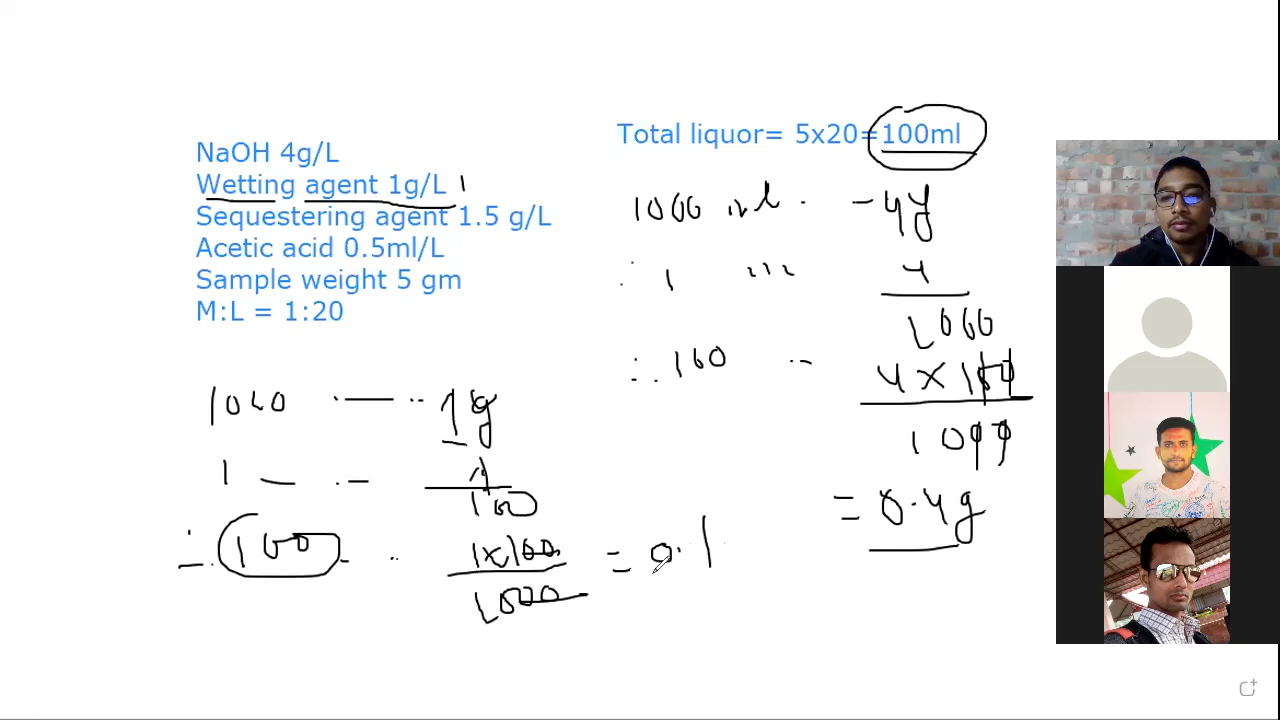 NaOH 4g/L
Wetting agent 1g/L
Sequestering agent 1.5 g/L
Acetic acid 0.5ml/L
Sample weight 5 gm
M:L = 1:20
Total liquor= 5x20=100ml
1000 ml - 4g
1 4
1000
∴ 100 4 x 100
1000
= 0.4g
1000 1g
1 1
100
∴ 100 1x100 = 0.1
1000